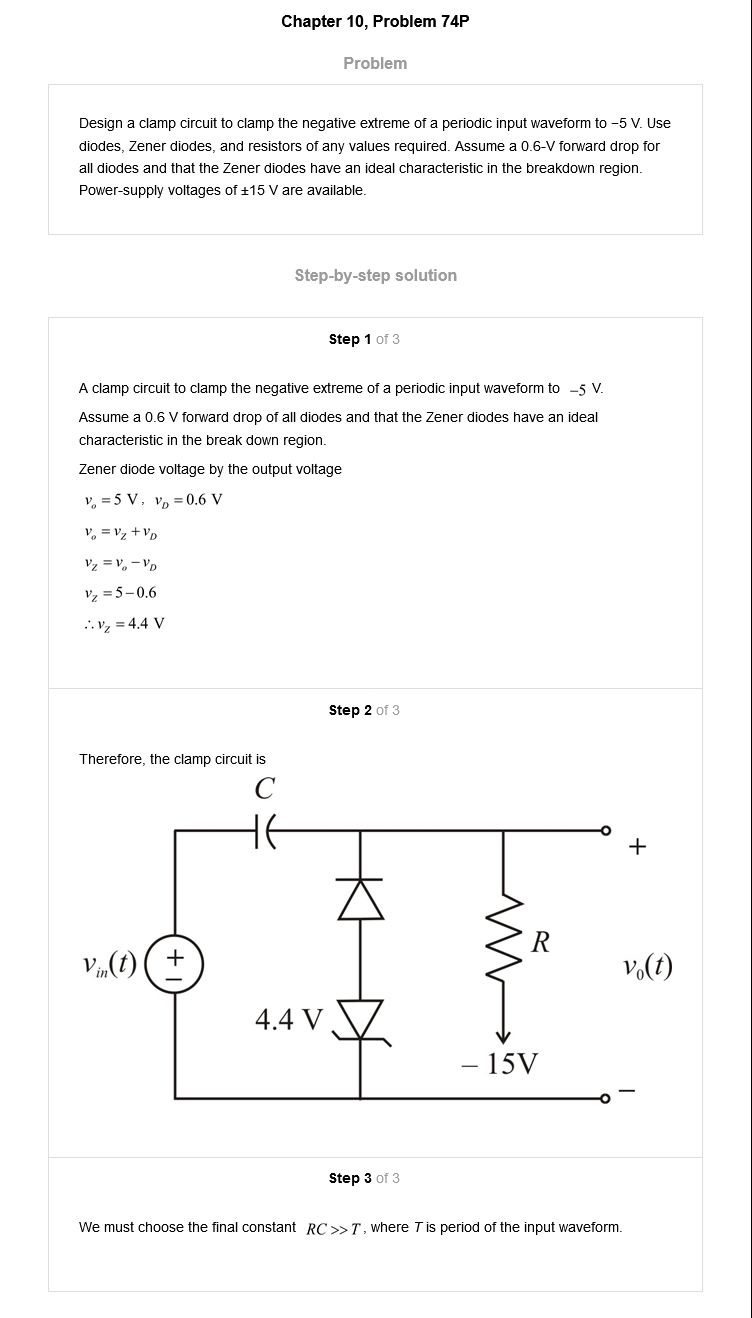 Chapter 10, Problem 74P
Problem
Design a clamp circuit to clamp the negative extreme of a periodic input waveform to −5 V. Use
diodes, Zener diodes, and resistors of any values required. Assume a 0.6-V forward drop for
all diodes and that the Zener diodes have an ideal characteristic in the breakdown region.
Power-supply voltages of ±15 V are available.
Step-by-step solution
Step 1 of 3
A clamp circuit to clamp the negative extreme of a periodic input waveform to −5 V.
Assume a 0.6 V forward drop of all diodes and that the Zener diodes have an ideal
characteristic in the break down region.
Zener diode voltage by the output voltage
v_o = 5 V, v_D = 0.6 V
v_o = v_Z + v_D
v_Z = v_o − v_D
v_Z = 5 − 0.6
∴ v_Z = 4.4 V
Step 2 of 3
Therefore, the clamp circuit is
C
+
v_in(t)
+
−
R
v_0(t)
4.4 V
− 15V
−
Step 3 of 3
We must choose the final constant RC >> T, where T is period of the input waveform.